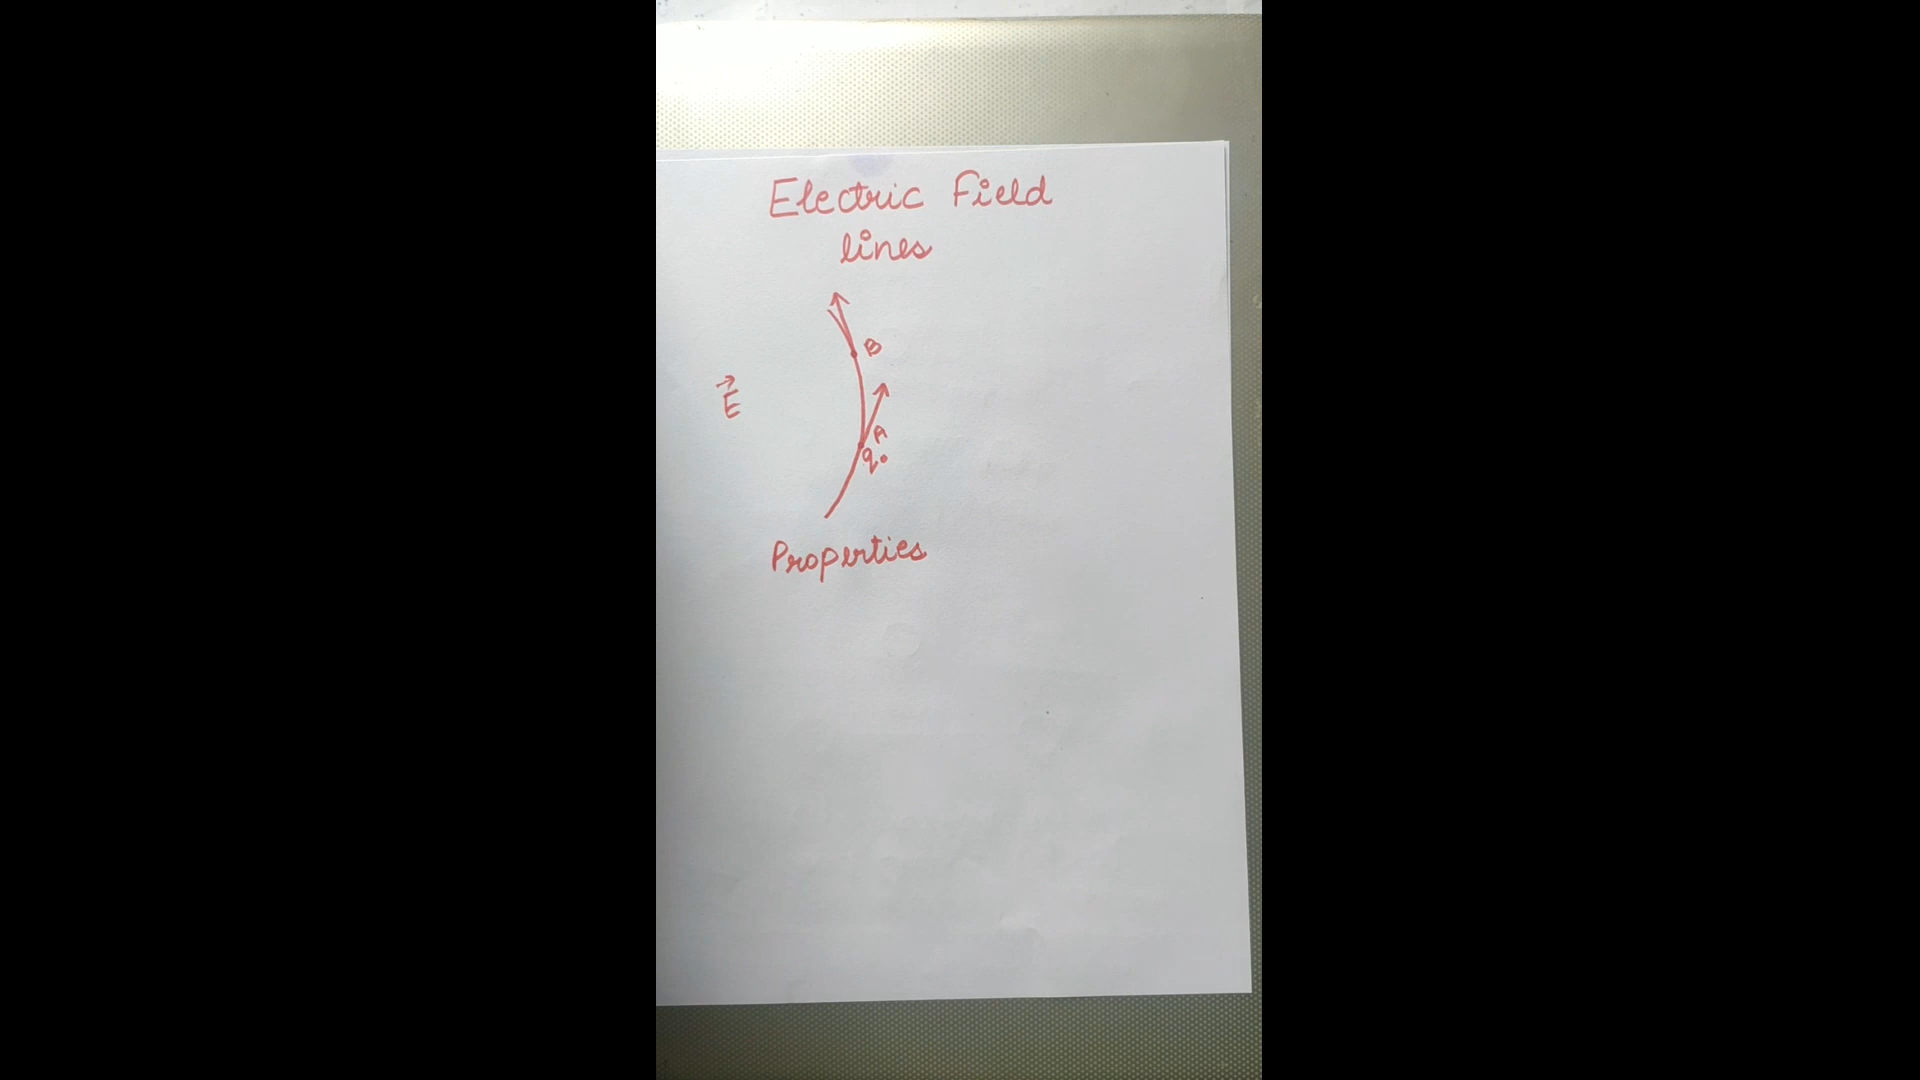 Electric Field
lines
B
E⃗
A
q₀
Properties